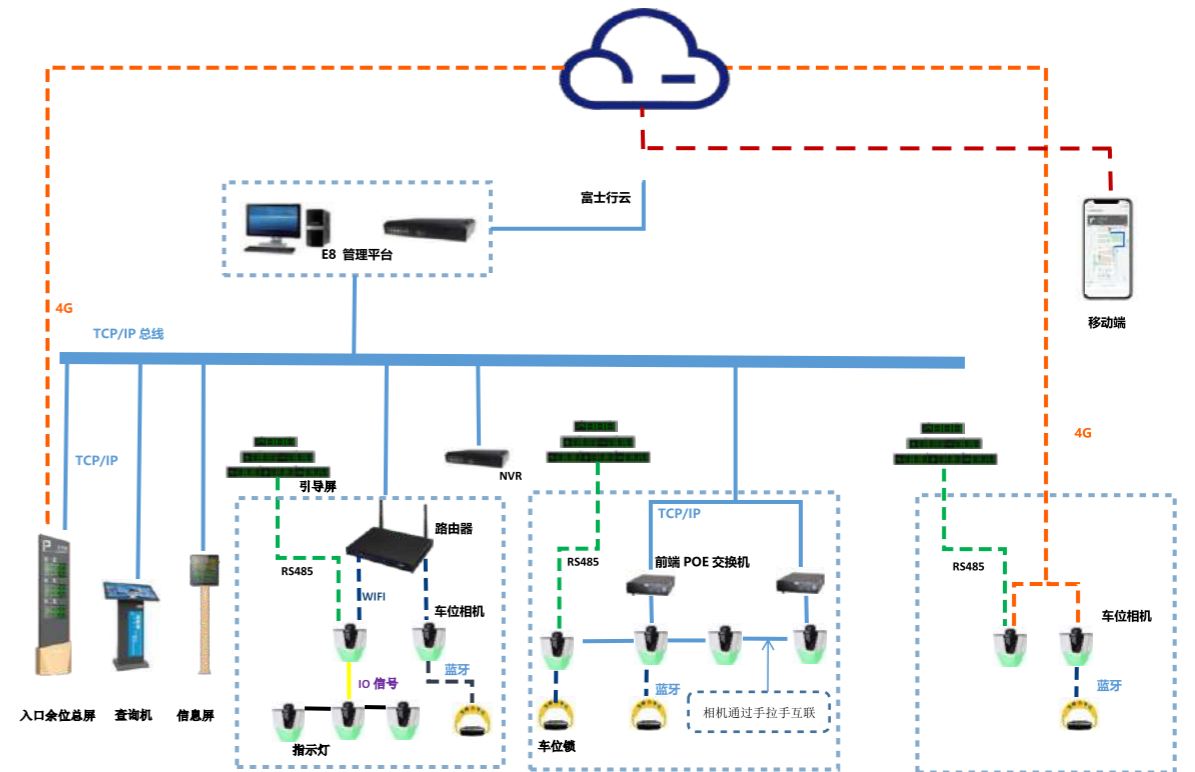 富士行云
E8 管理平台
4G
TCP/IP 总线
移动端
4G
TCP/IP
引导屏
NVR
TCP/IP
路由器
RS485
RS485
前端 POE 交换机
RS485
WIFI
车位相机
车位相机
蓝牙
IO 信号
蓝牙
蓝牙
入口余位总屏
查询机
信息屏
相机通过手拉手互联
指示灯
车位锁